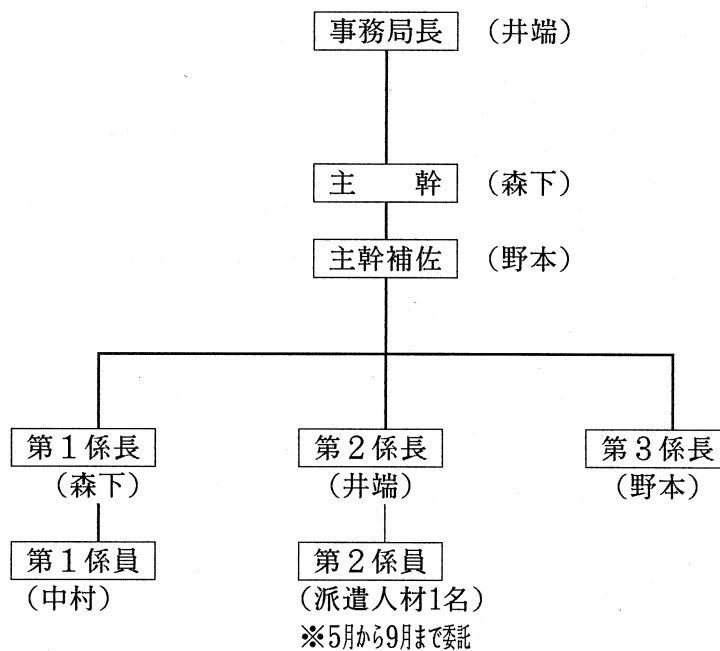 事務局長 （井端）
主　幹 （森下）
主幹補佐 （野本）
第１係長 第２係長 第３係長
（森下） （井端） （野本）
第１係員 第２係員
（中村） （派遣人材1名）
※5月から9月まで委託